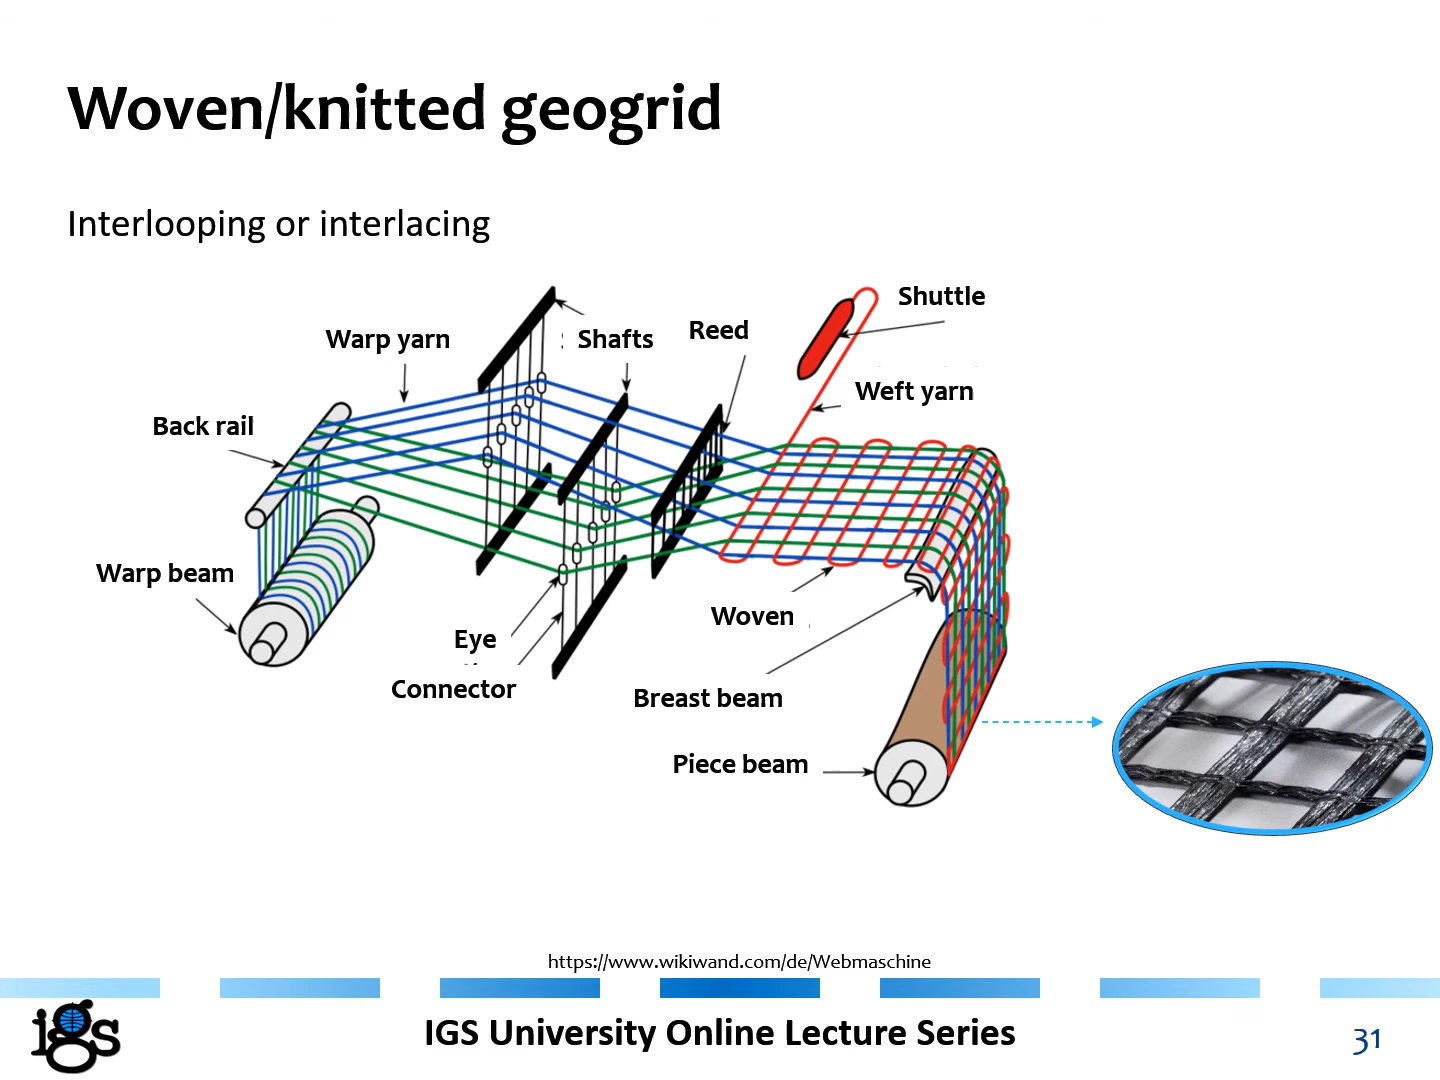 Woven/knitted geogrid
Interlooping or interlacing
Shuttle
Warp yarn
Shafts
Reed
Weft yarn
Back rail
Warp beam
Woven
Eye
Connector
Breast beam
Piece beam
https://www.wikiwand.com/de/Webmaschine
igs
IGS University Online Lecture Series
31